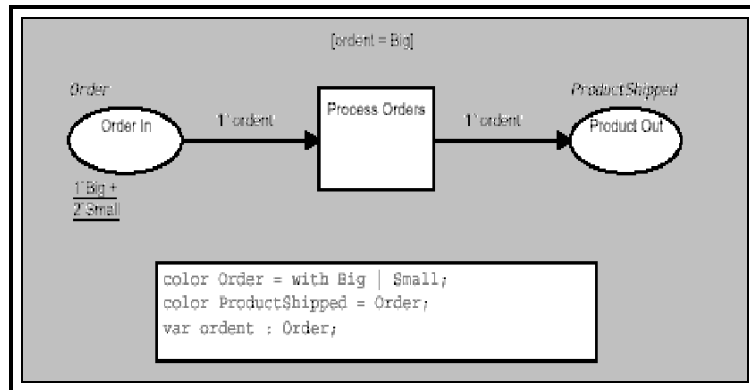 [ordent = Big]
Order
ProductShipped
Order In
1`ordent
Process Orders
1`ordent
Product Out
1`Big +
2`Small
color Order = with Big | Small;
color ProductShipped = Order;
var ordent : Order;